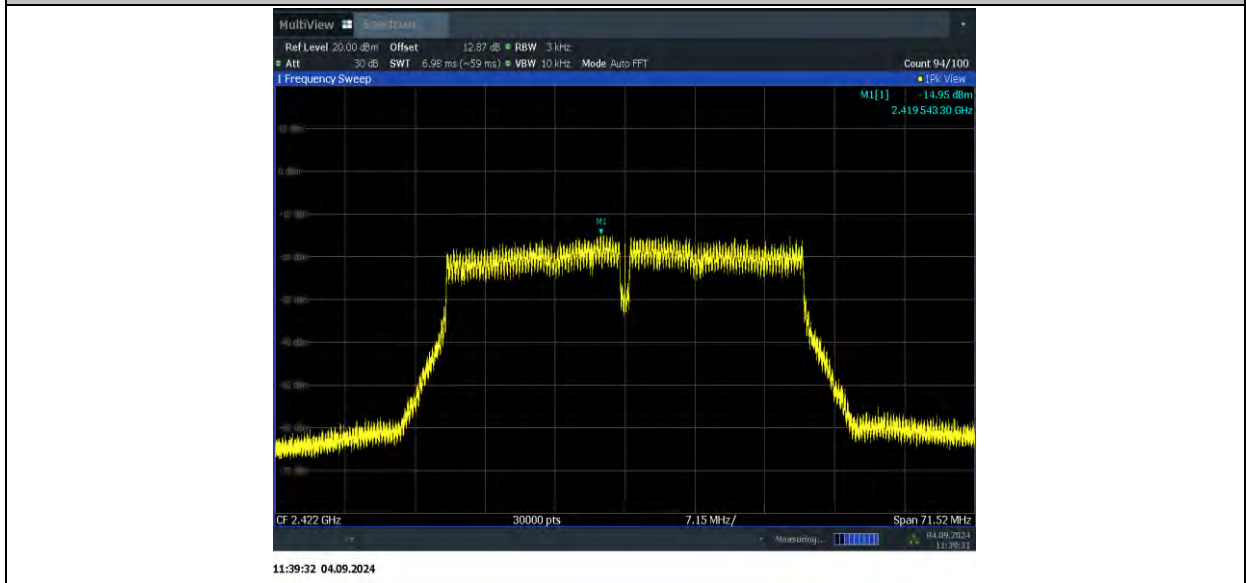 MultiView Spectrum
Ref Level 20.00 dBm Offset 12.87 dB RBW 3 kHz
Att 30 dB SWT 6.98 ms (~59 ms) VBW 10 kHz Mode Auto FFT Count 94/100
1 Frequency Sweep 1Pk View
M1[1] -14.95 dBm
2.419 543 30 GHz
0 dBm
M1
CF 2.422 GHz 30000 pts 7.15 MHz/ Span 71.52 MHz
Measuring... 04.09.2024
11:39:31
11:39:32 04.09.2024